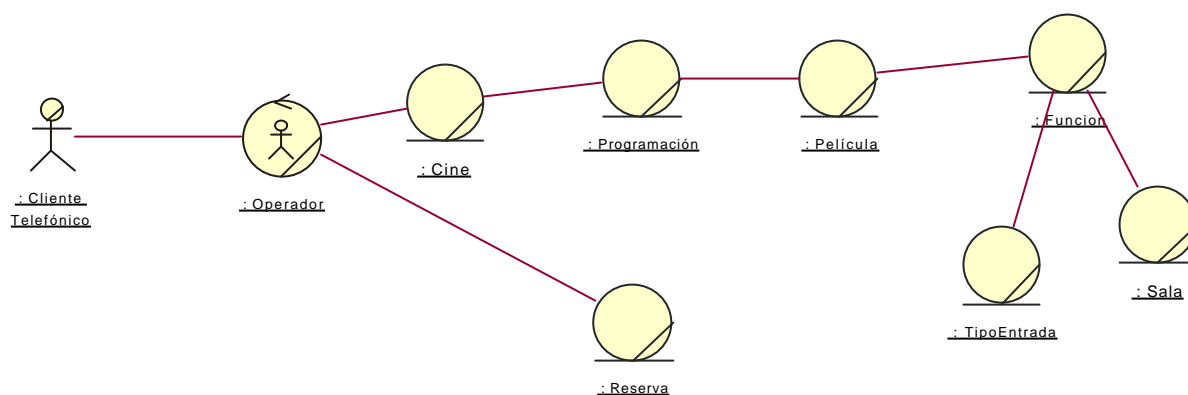 : Cliente
Telefónico
: Operador
: Cine
: Programación
: Película
: Funcion
: TipoEntrada
: Sala
: Reserva